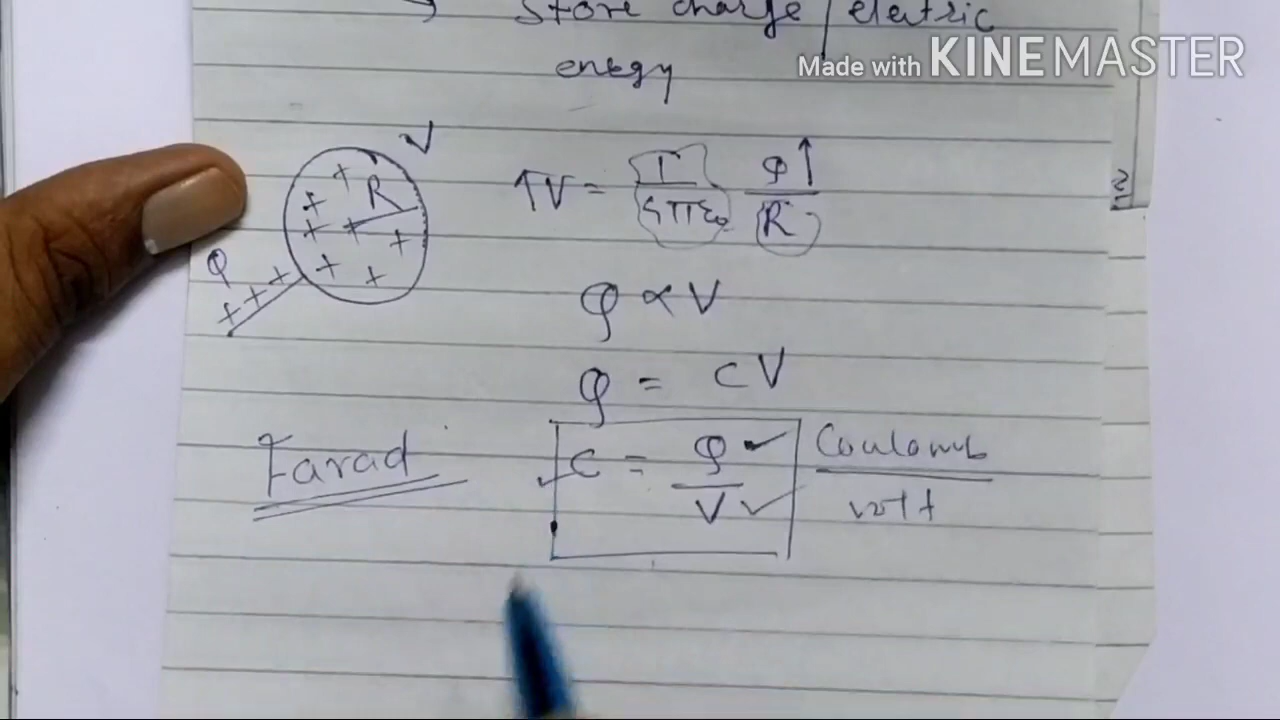 → Store charge / electric
energy
Made with KINEMASTER
V
R
Q
↑V = 1/4πε₀ Q↑/R
Q ∝ V
Q = CV
Farad
C = Q/V Coulomb/volt